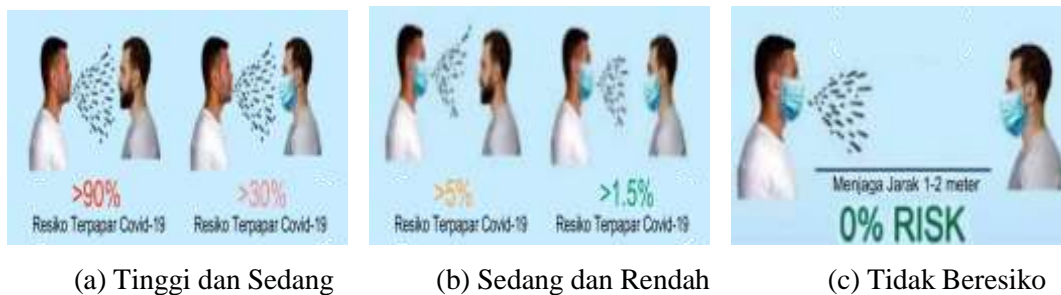 >90%
Resiko Terpapar Covid-19
>30%
Resiko Terpapar Covid-19
(a) Tinggi dan Sedang
>5%
Resiko Terpapar Covid-19
>1.5%
Resiko Terpapar Covid-19
(b) Sedang dan Rendah
Menjaga Jarak 1-2 meter
0% RISK
(c) Tidak Beresiko